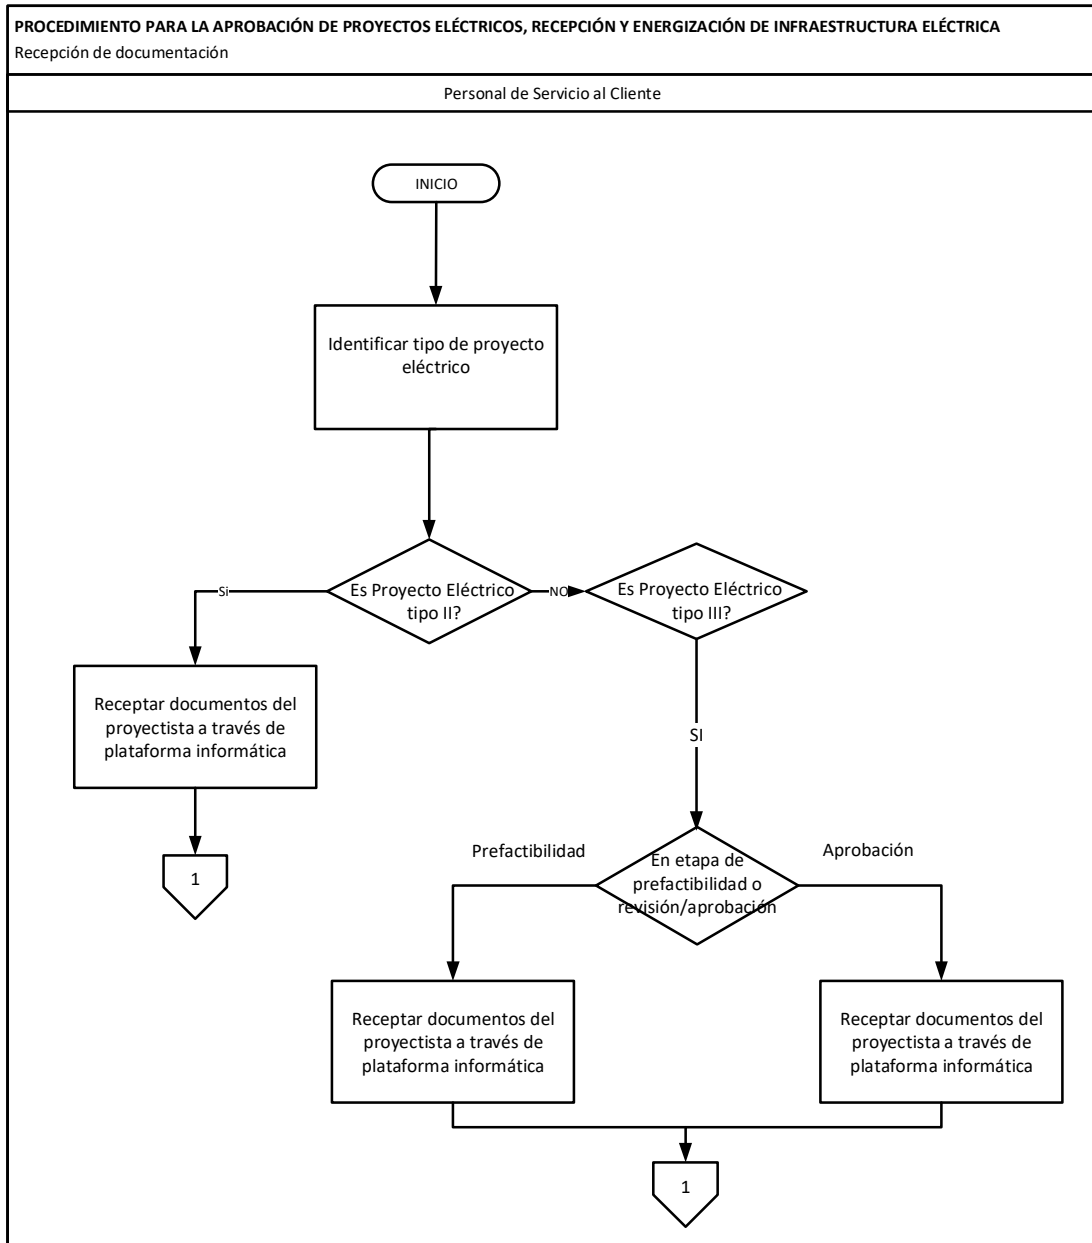 PROCEDIMIENTO PARA LA APROBACIÓN DE PROYECTOS ELÉCTRICOS, RECEPCIÓN Y ENERGIZACIÓN DE INFRAESTRUCTURA ELÉCTRICA
Recepción de documentación
Personal de Servicio al Cliente
INICIO
Identificar tipo de proyecto
eléctrico
Si
Es Proyecto Eléctrico
tipo II?
NO
Es Proyecto Eléctrico
tipo III?
Receptar documentos del
proyectista a través de
plataforma informática
SI
1
Prefactibilidad
En etapa de
prefactibilidad o
revisión/aprobación
Aprobación
Receptar documentos del
proyectista a través de
plataforma informática
Receptar documentos del
proyectista a través de
plataforma informática
1